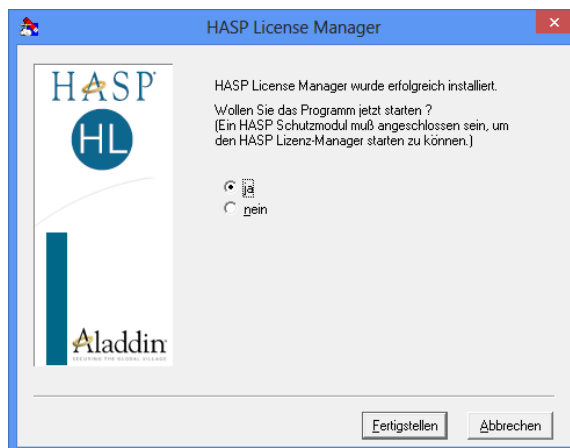 HASP License Manager
HASP
HL
Aladdin
SECURING THE GLOBAL VILLAGE
HASP License Manager wurde erfolgreich installiert.
Wollen Sie das Programm jetzt starten ?
(Ein HASP Schutzmodul muß angeschlossen sein, um
den HASP Lizenz-Manager starten zu können.)
ja
nein
Fertigstellen
Abbrechen